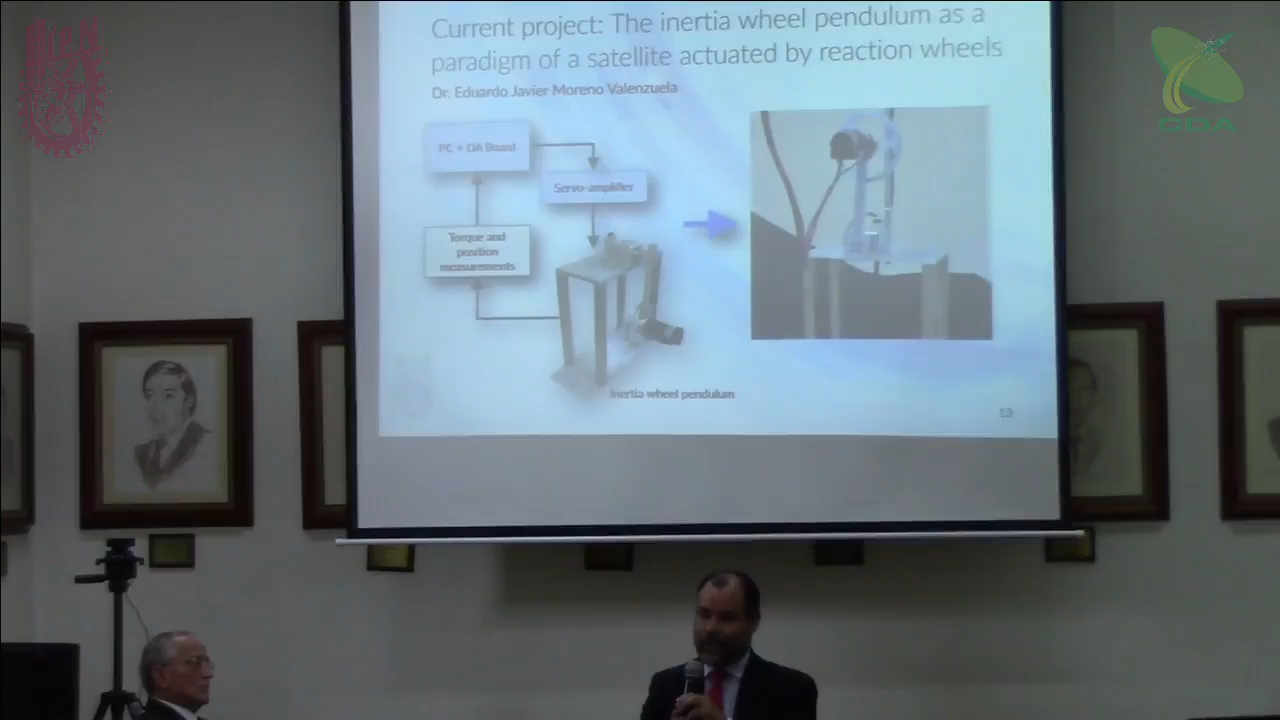 Current project: The inertia wheel pendulum as a
paradigm of a satellite actuated by reaction wheels
Dr. Eduardo Javier Moreno Valenzuela
PC + DA Board
Servo-amplifier
Torque and
position
measurements
Inertia wheel pendulum
13